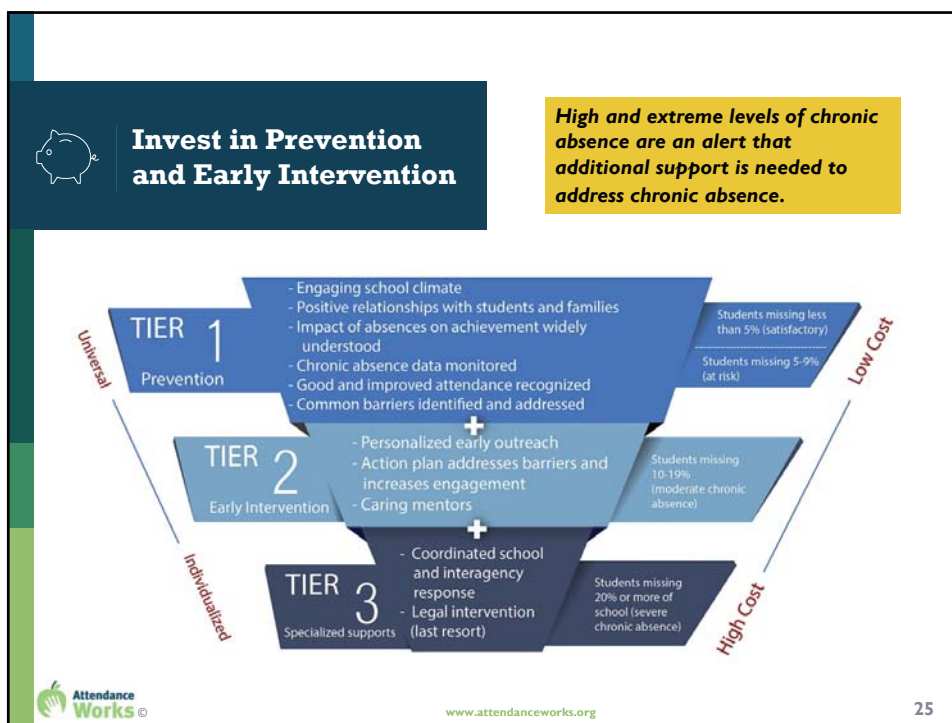 Invest in Prevention
and Early Intervention
High and extreme levels of chronic
absence are an alert that
additional support is needed to
address chronic absence.
Universal
Individualized
TIER 1
Prevention
- Engaging school climate
- Positive relationships with students and families
- Impact of absences on achievement widely
understood
- Chronic absence data monitored
- Good and improved attendance recognized
- Common barriers identified and addressed
Students missing less
than 5% (satisfactory)
Students missing 5-9%
(at risk)
Low Cost
+
TIER 2
Early Intervention
- Personalized early outreach
- Action plan addresses barriers and
increases engagement
- Caring mentors
Students missing
10-19%
(moderate chronic
absence)
+
TIER 3
Specialized supports
- Coordinated school
and interagency
response
- Legal intervention
(last resort)
Students missing
20% or more of
school (severe
chronic absence)
High Cost
Attendance
Works ©
www.attendanceworks.org
25